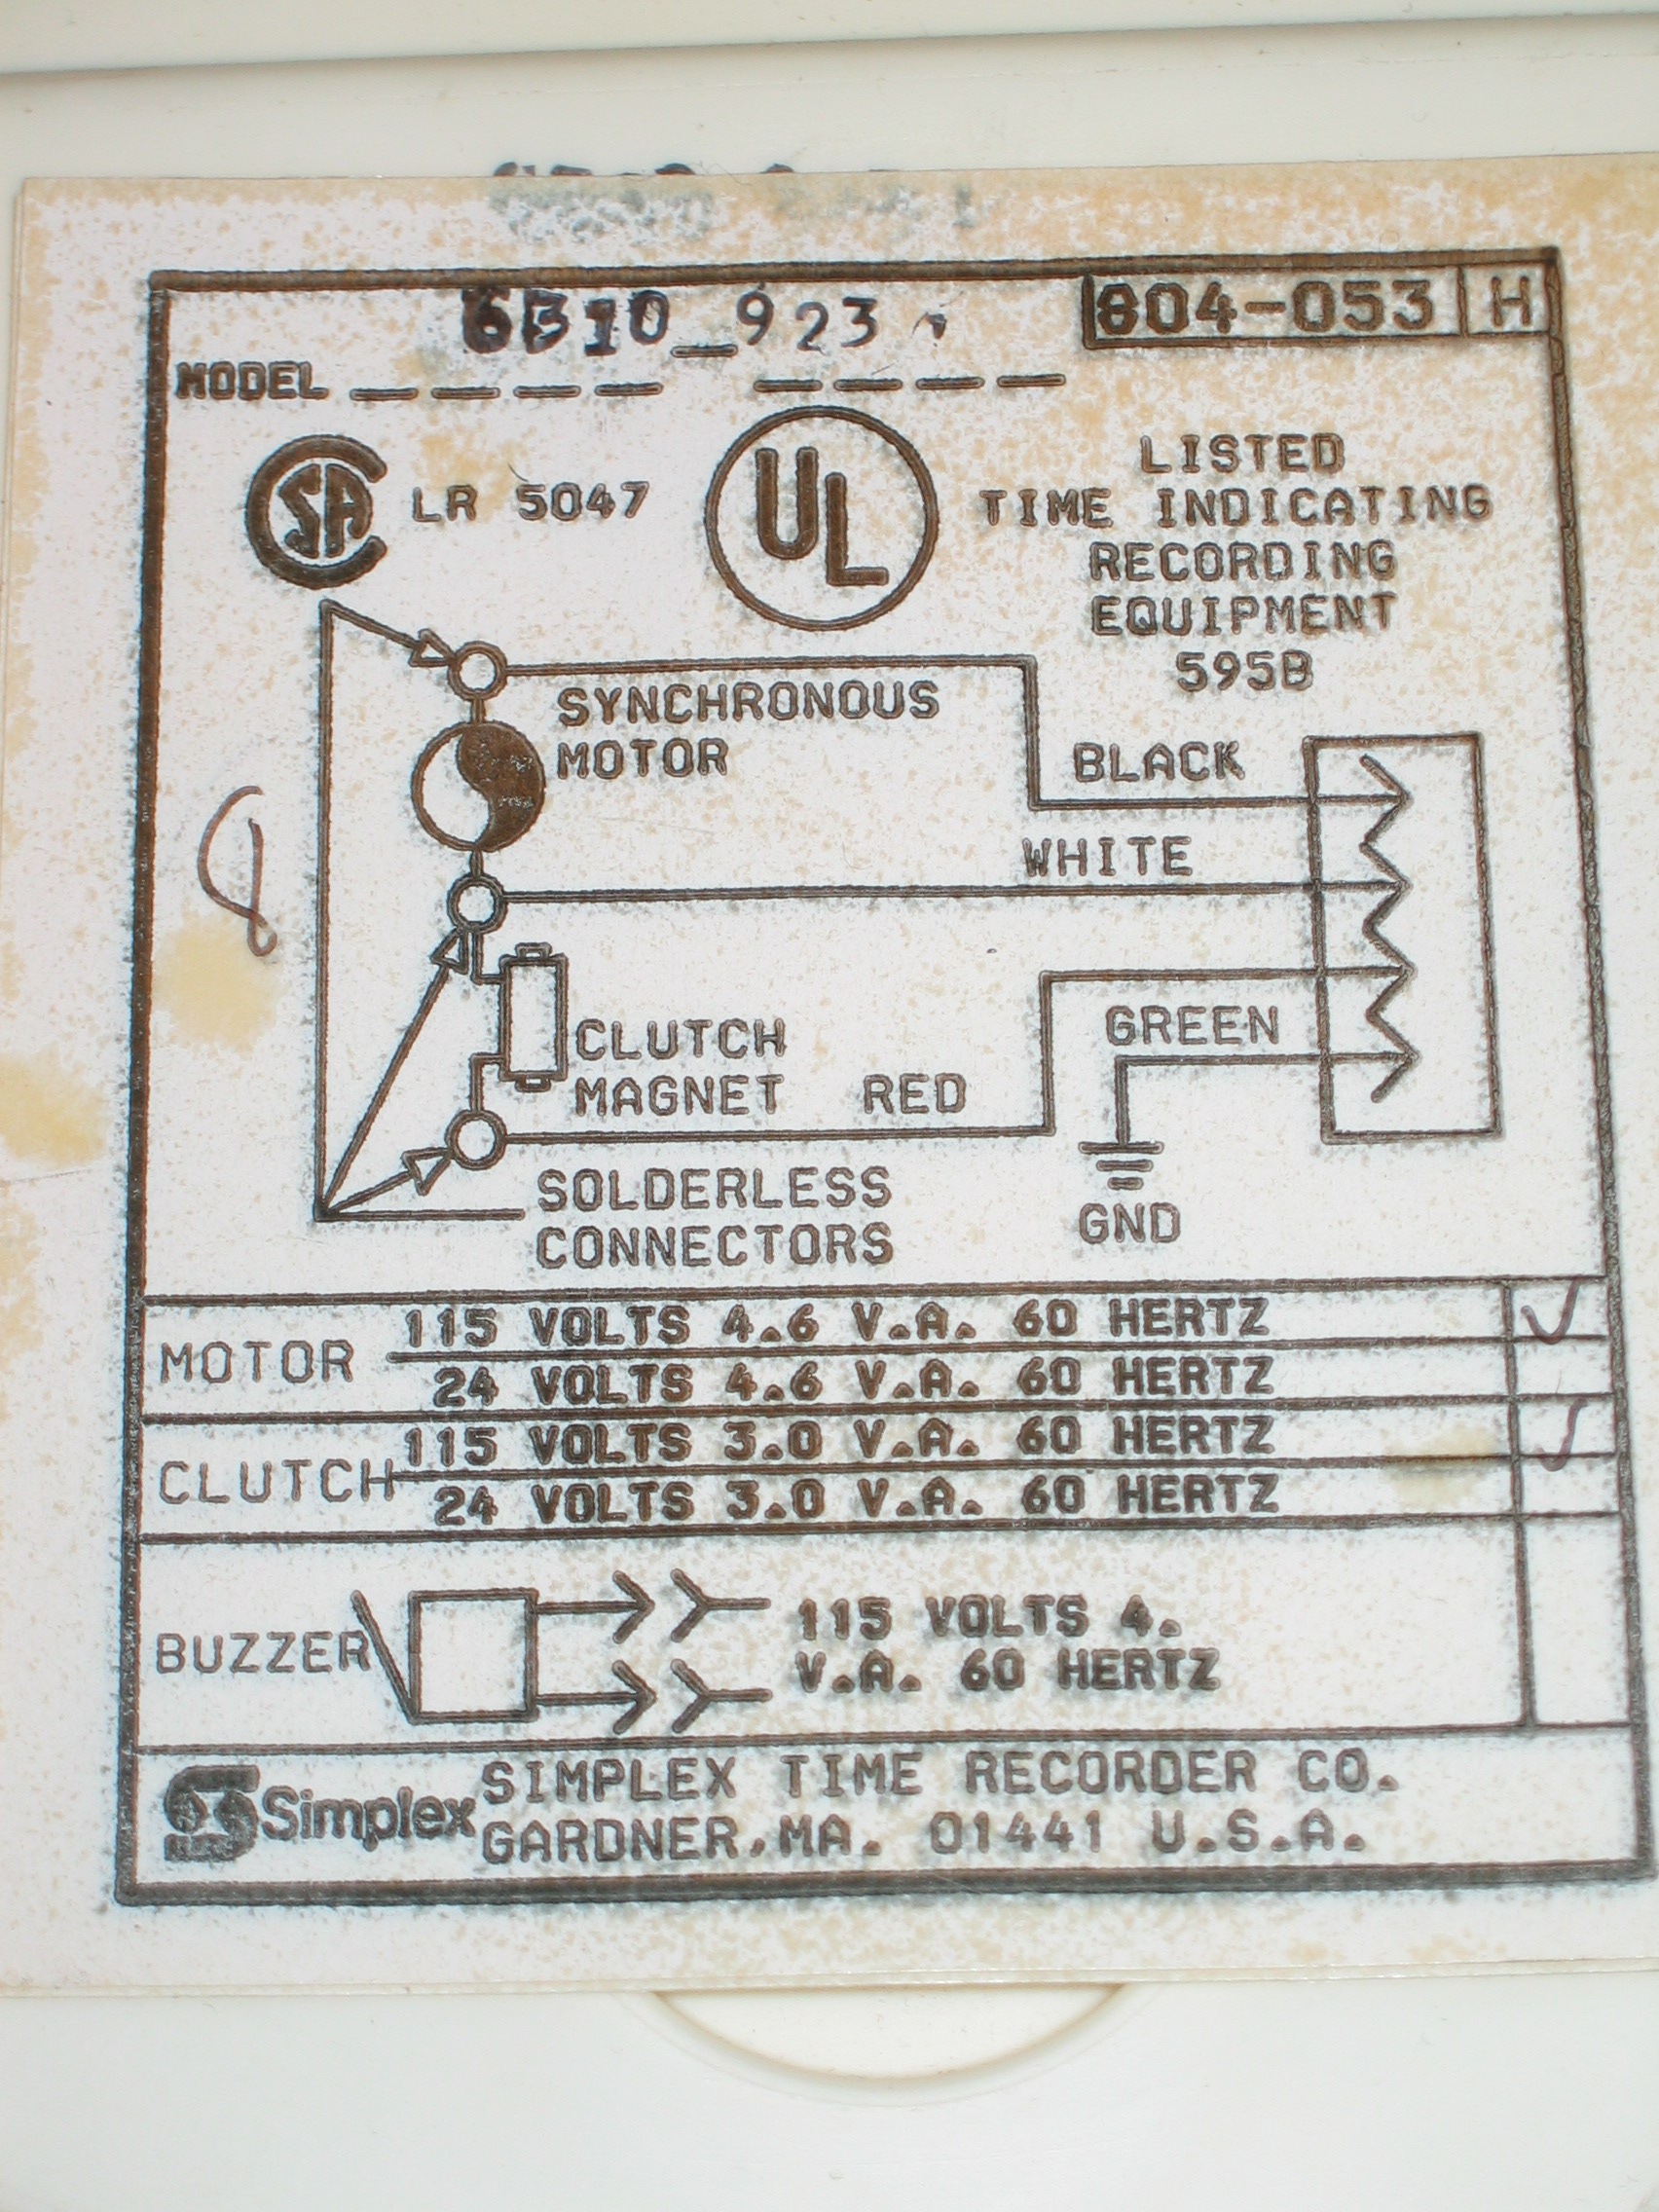 923
804-053 H
MODEL
SA LR 5047
UL
LISTED
TIME INDICATING
RECORDING
EQUIPMENT
595B
SYNCHRONOUS
MOTOR
BLACK
WHITE
8
GREEN
CLUTCH
MAGNET
RED
SOLDERLESS
CONNECTORS
GND
MOTOR
115 VOLTS 4.6 V.A. 60 HERTZ
24 VOLTS 4.6 V.A. 60 HERTZ
CLUTCH
115 VOLTS 3.0 V.A. 60 HERTZ
24 VOLTS 3.0 V.A. 60 HERTZ
BUZZER
115 VOLTS 4.
V.A. 60 HERTZ
Simplex
SIMPLEX TIME RECORDER CO.
GARDNER,MA. 01441 U.S.A.